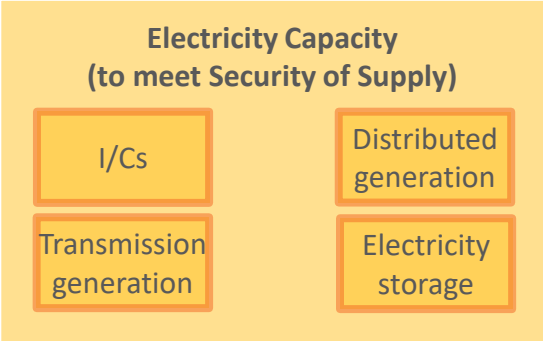 Electricity Capacity
(to meet Security of Supply)
I/Cs
Distributed
generation
Transmission
generation
Electricity
storage